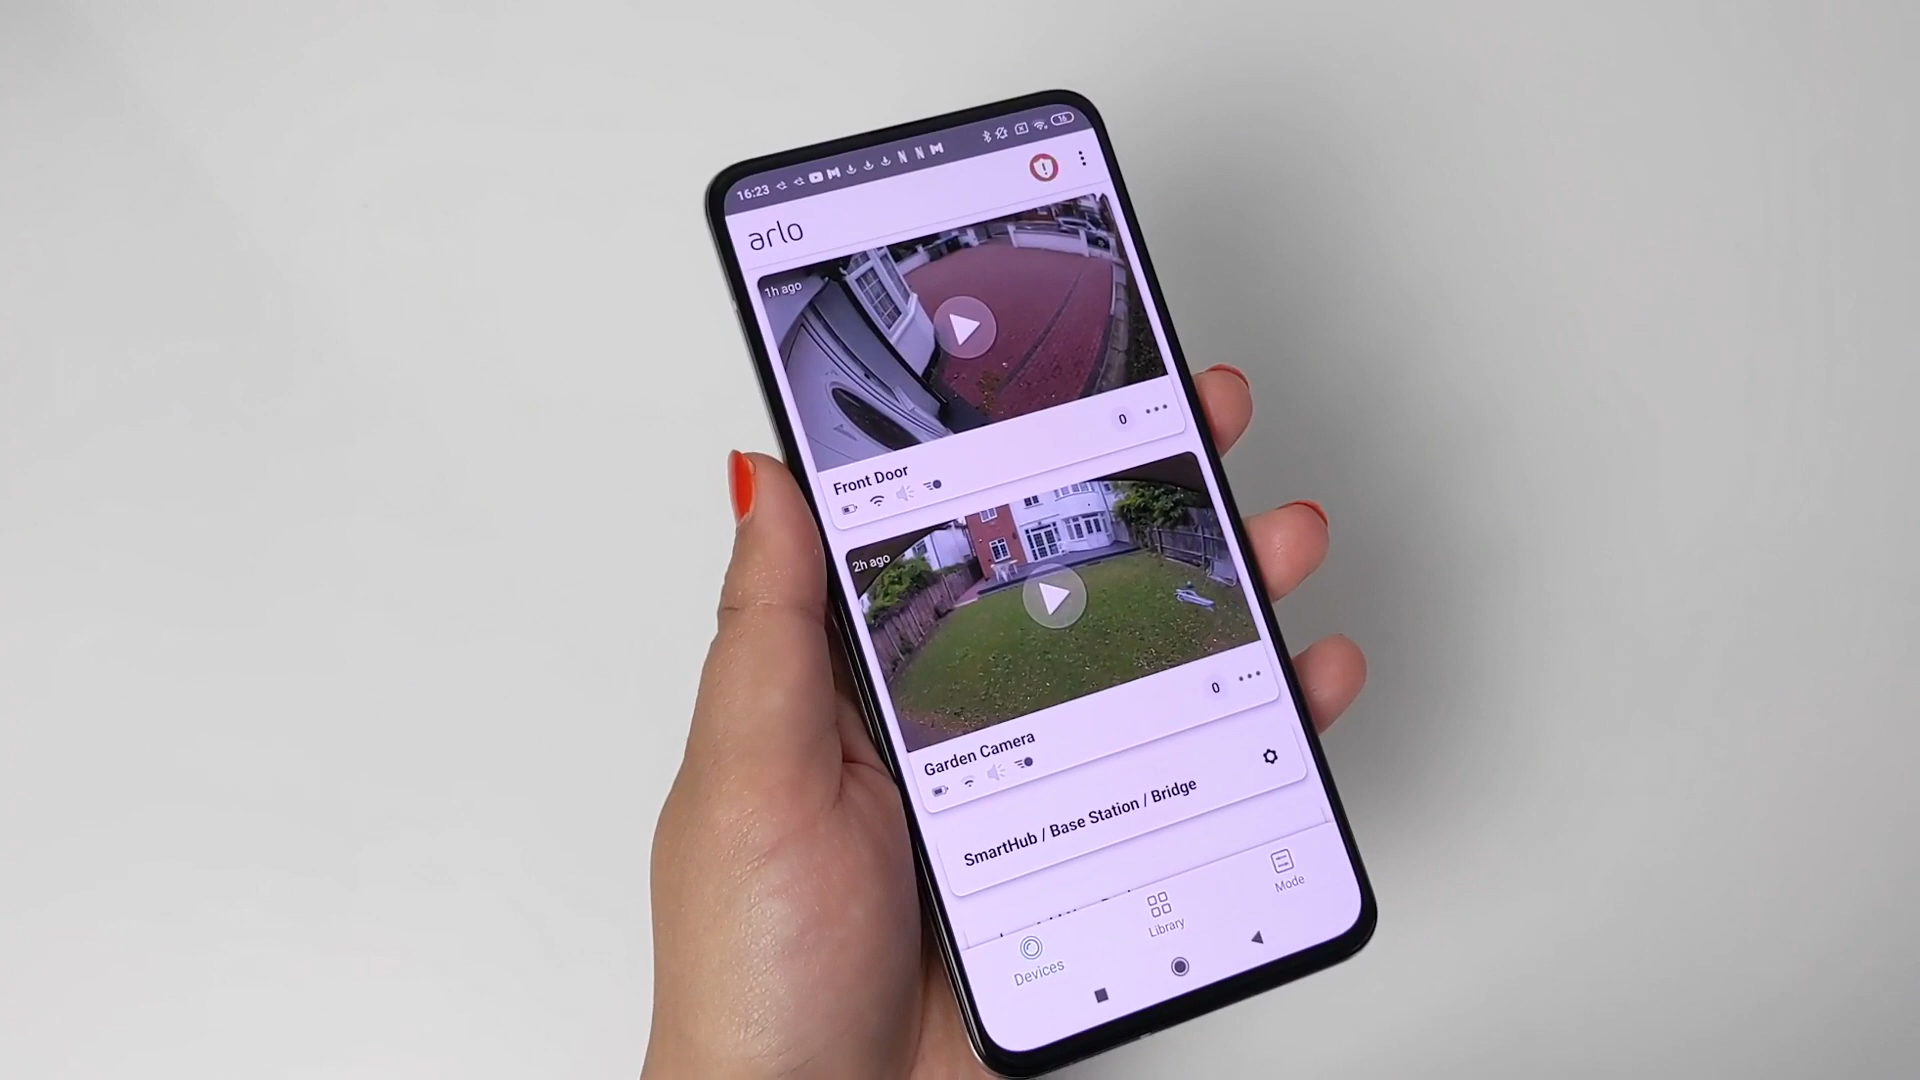 16:23
16
arlo
1h ago
0
Front Door
2h ago
0
Garden Camera
SmartHub / Base Station / Bridge
Devices
Library
Mode